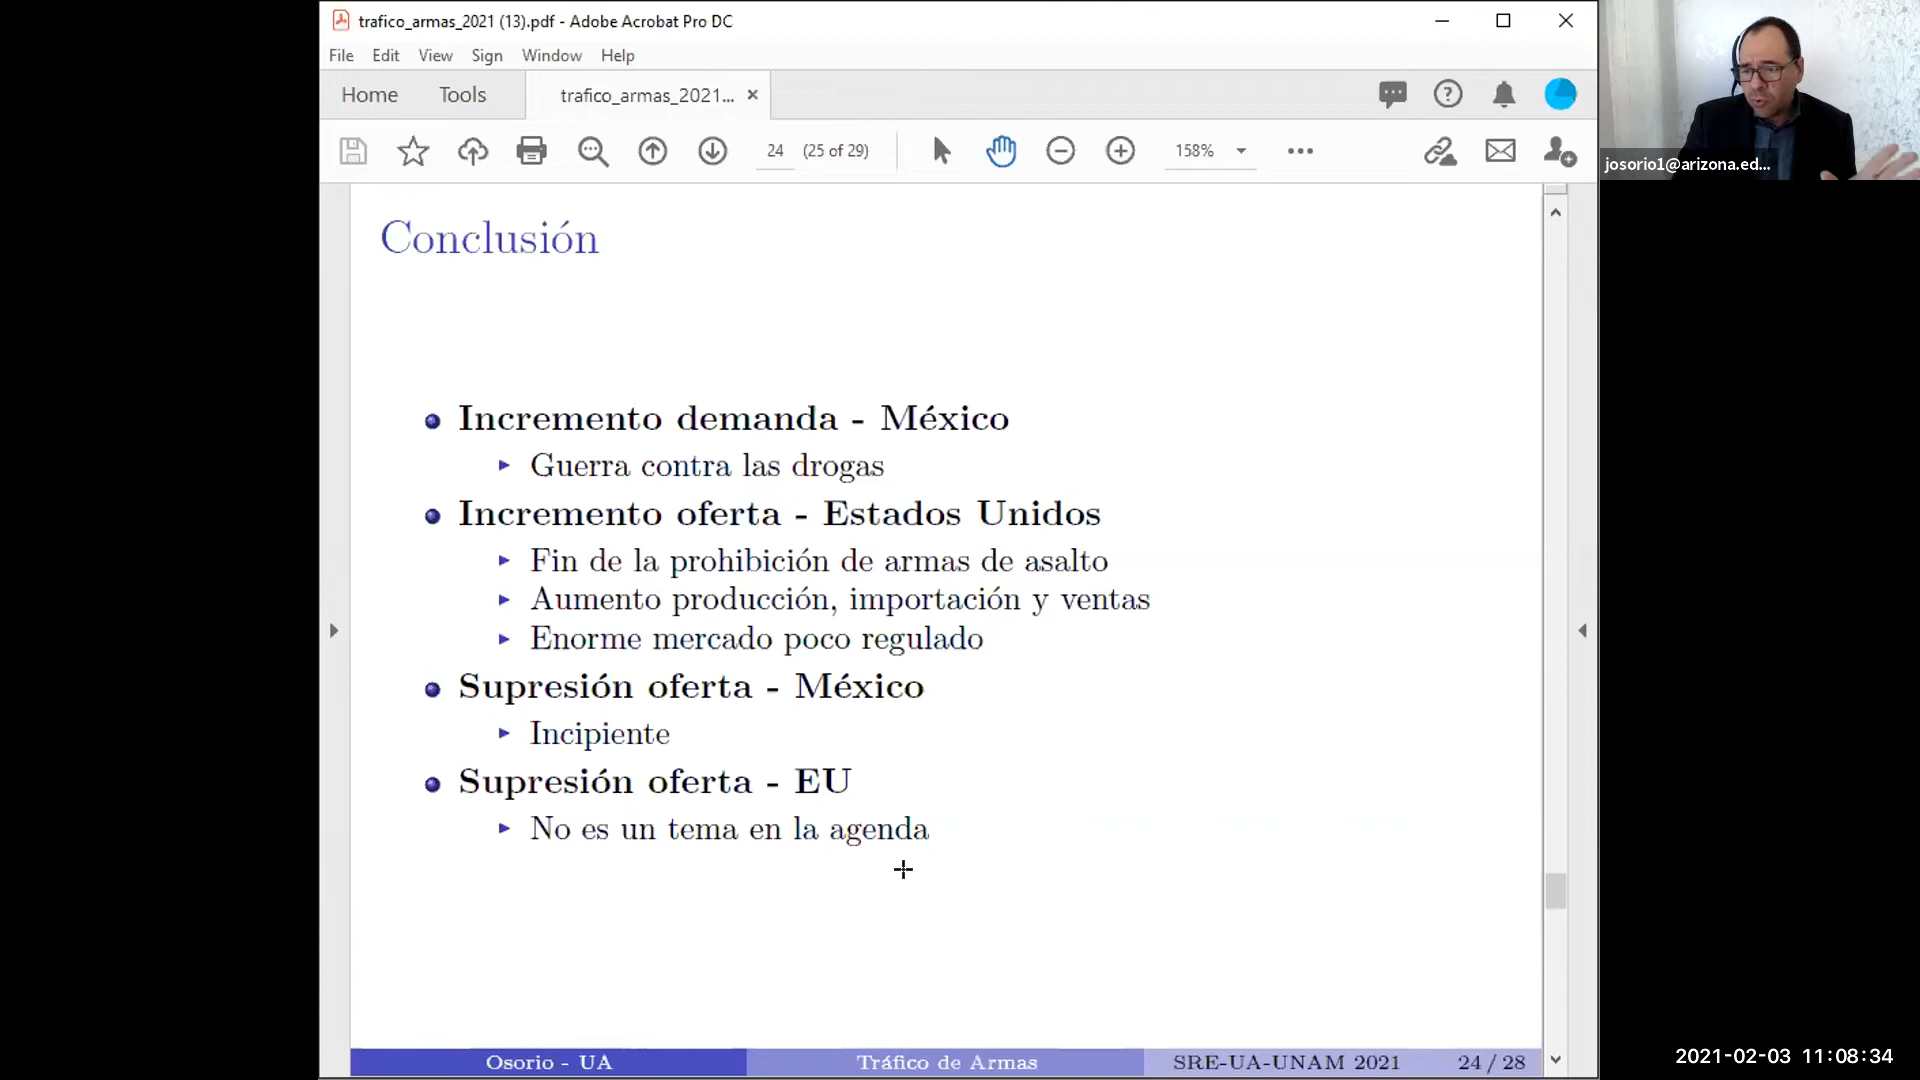 trafico_armas_2021 (13).pdf - Adobe Acrobat Pro DC
File Edit View Sign Window Help
Home Tools trafico_armas_2021... ×
24 (25 of 29) 158%
josorio1@arizona.ed...
Conclusión
Incremento demanda - México
Guerra contra las drogas
Incremento oferta - Estados Unidos
Fin de la prohibición de armas de asalto
Aumento producción, importación y ventas
Enorme mercado poco regulado
Supresión oferta - México
Incipiente
Supresión oferta - EU
No es un tema en la agenda
Osorio - UA Tráfico de Armas SRE-UA-UNAM 2021 24 / 28
2021-02-03 11:08:34